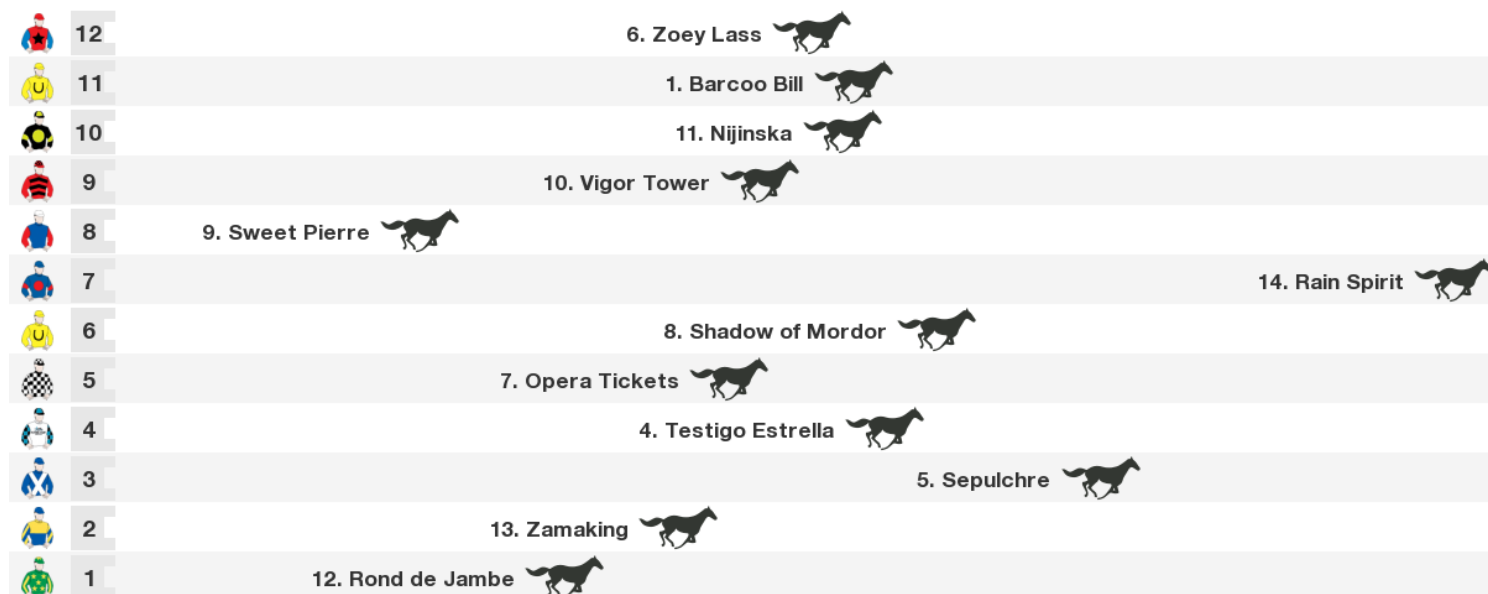 12 6. Zoey Lass
11 1. Barcoo Bill
10 11. Nijinska
9 10. Vigor Tower
8 9. Sweet Pierre
7 14. Rain Spirit
6 8. Shadow of Mordor
5 7. Opera Tickets
4 4. Testigo Estrella
3 5. Sepulchre
2 13. Zamaking
1 12. Rond de Jambe